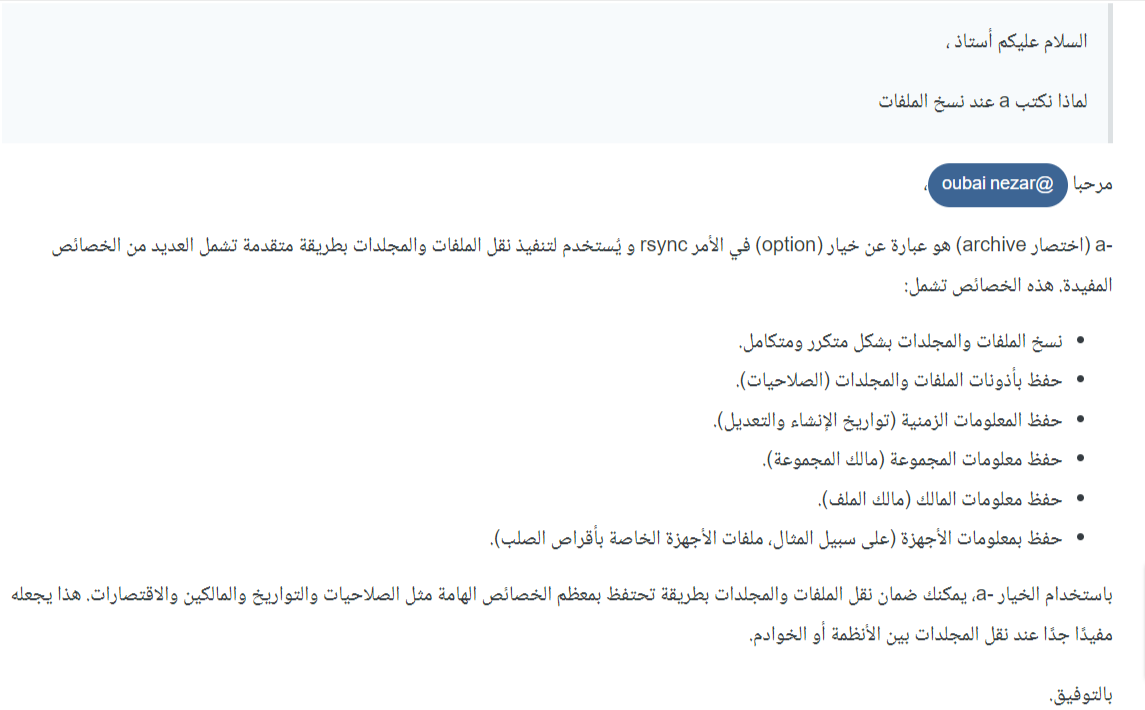 السلام عليكم أستاذ ،
لماذا نكتب a عند نسخ الملفات
مرحبا @oubai nezar،
-a (اختصار archive) هو عبارة عن خيار (option) في الأمر rsync و يُستخدم لتنفيذ نقل الملفات والمجلدات بطريقة متقدمة تشمل العديد من الخصائص
المفيدة. هذه الخصائص تشمل:
• نسخ الملفات والمجلدات بشكل متكرر ومتكامل.
• حفظ بأذونات الملفات والمجلدات (الصلاحيات).
• حفظ المعلومات الزمنية (تواريخ الإنشاء والتعديل).
• حفظ معلومات المجموعة (مالك المجموعة).
• حفظ معلومات المالك (مالك الملف).
• حفظ بمعلومات الأجهزة (على سبيل المثال، ملفات الأجهزة الخاصة بأقراص الصلب).
باستخدام الخيار -a، يمكنك ضمان نقل الملفات والمجلدات بطريقة تحتفظ بمعظم الخصائص الهامة مثل الصلاحيات والتواريخ والمالكين والاقتصارات. هذا يجعله
مفيدًا جدًا عند نقل المجلدات بين الأنظمة أو الخوادم.
بالتوفيق.